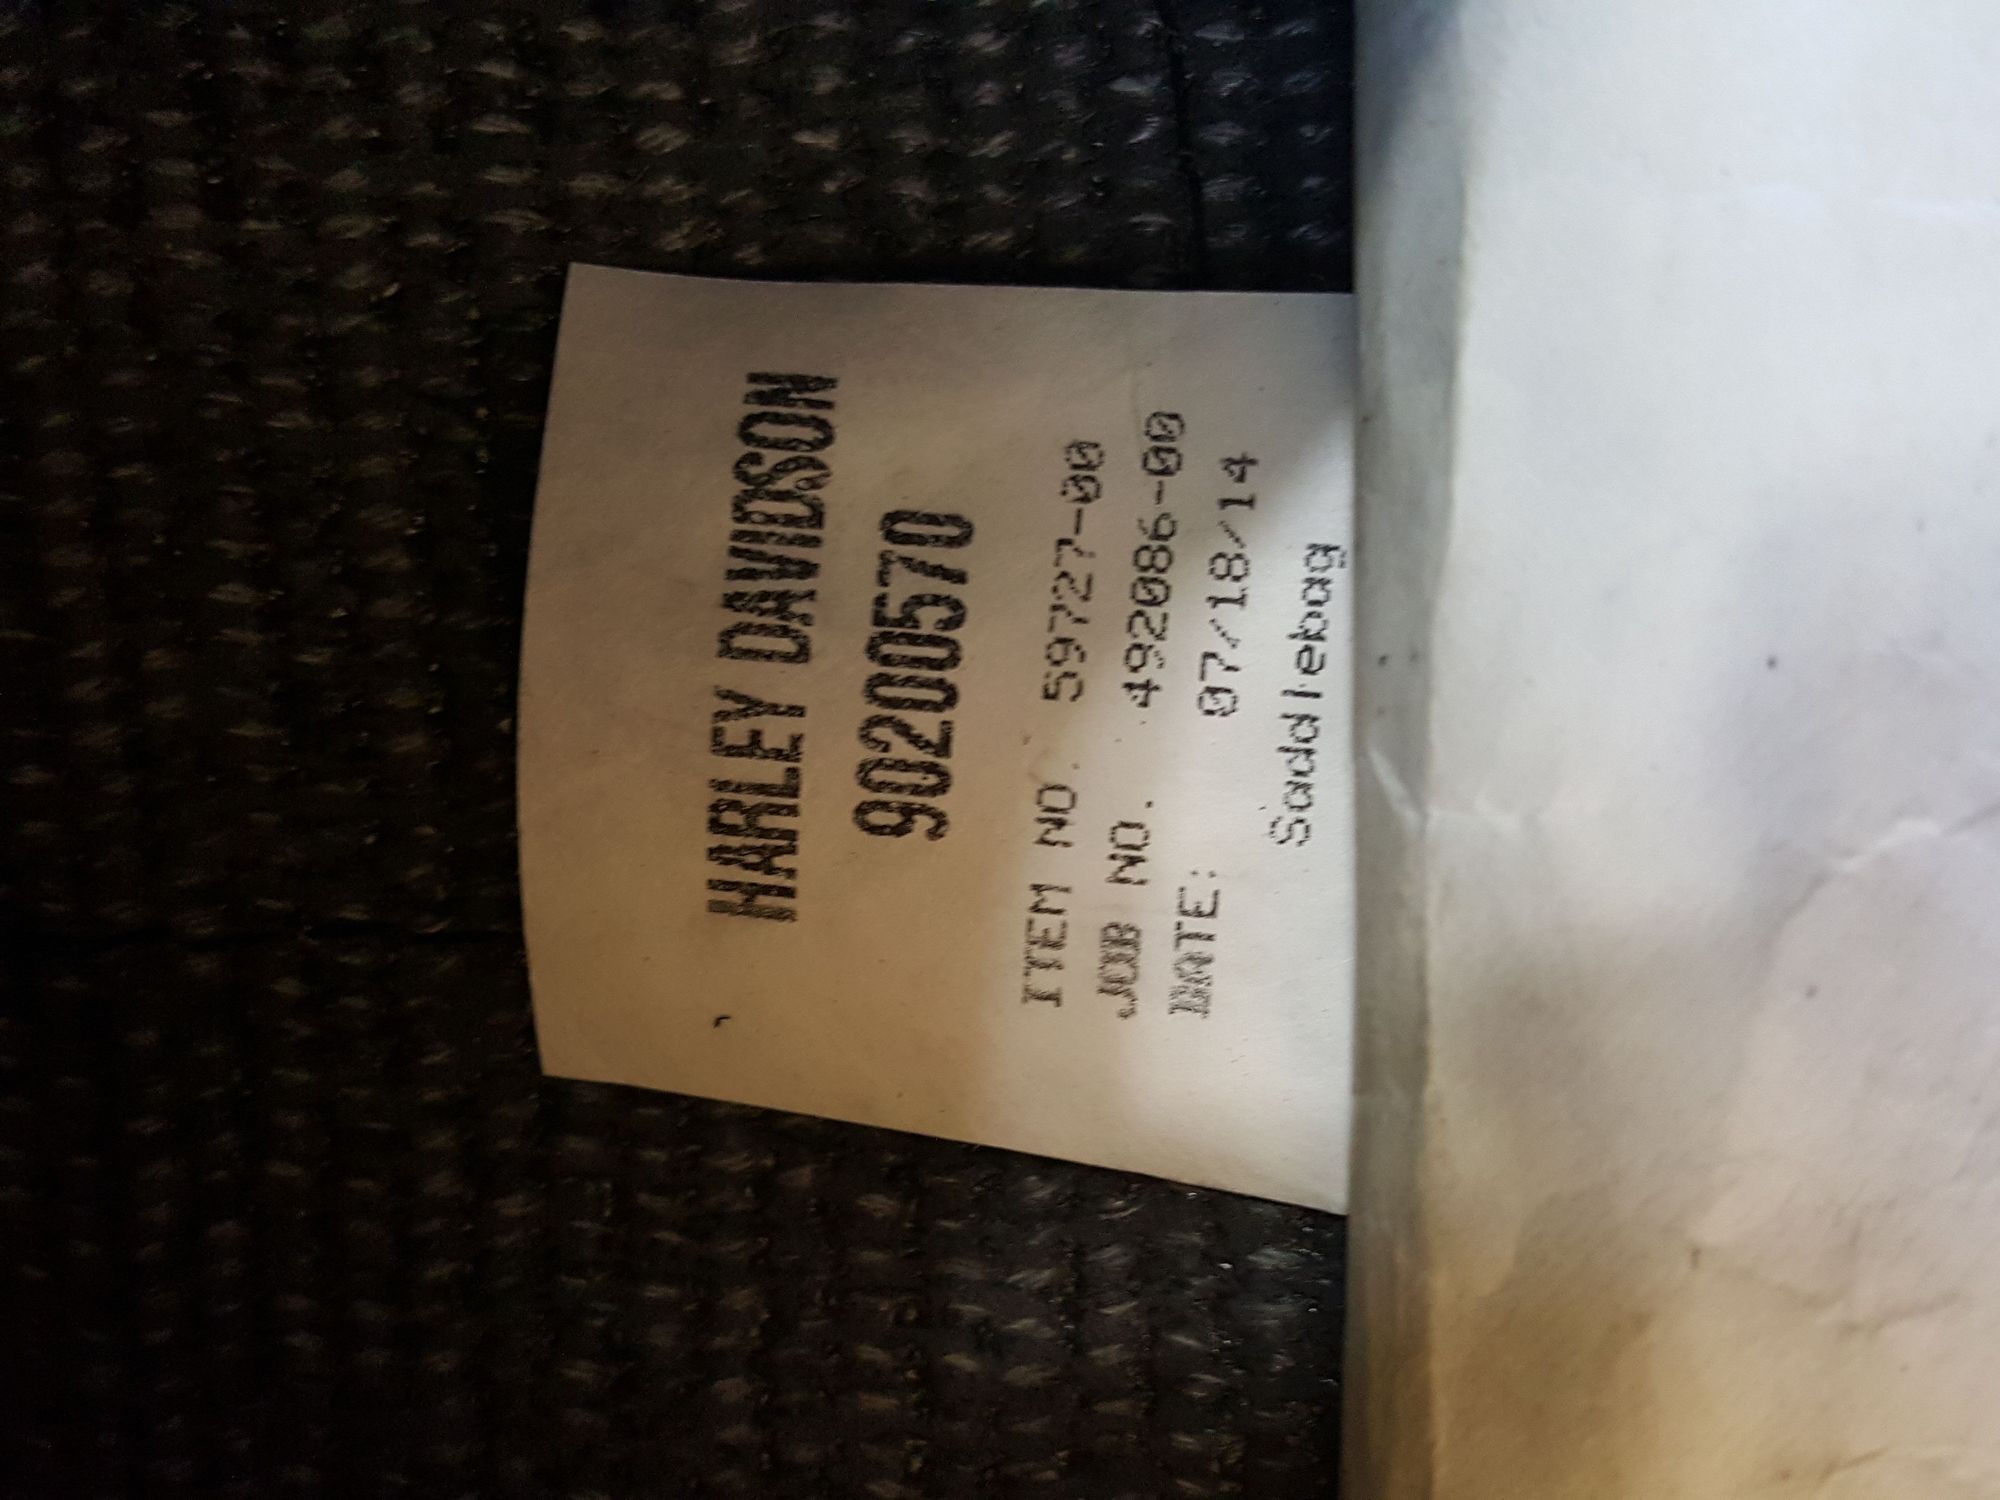 HARLEY DAVIDSON
90200570
ITEM NO. 59727-00
JOB NO. 492086-00
DATE: 07/18/14
Saddlebag